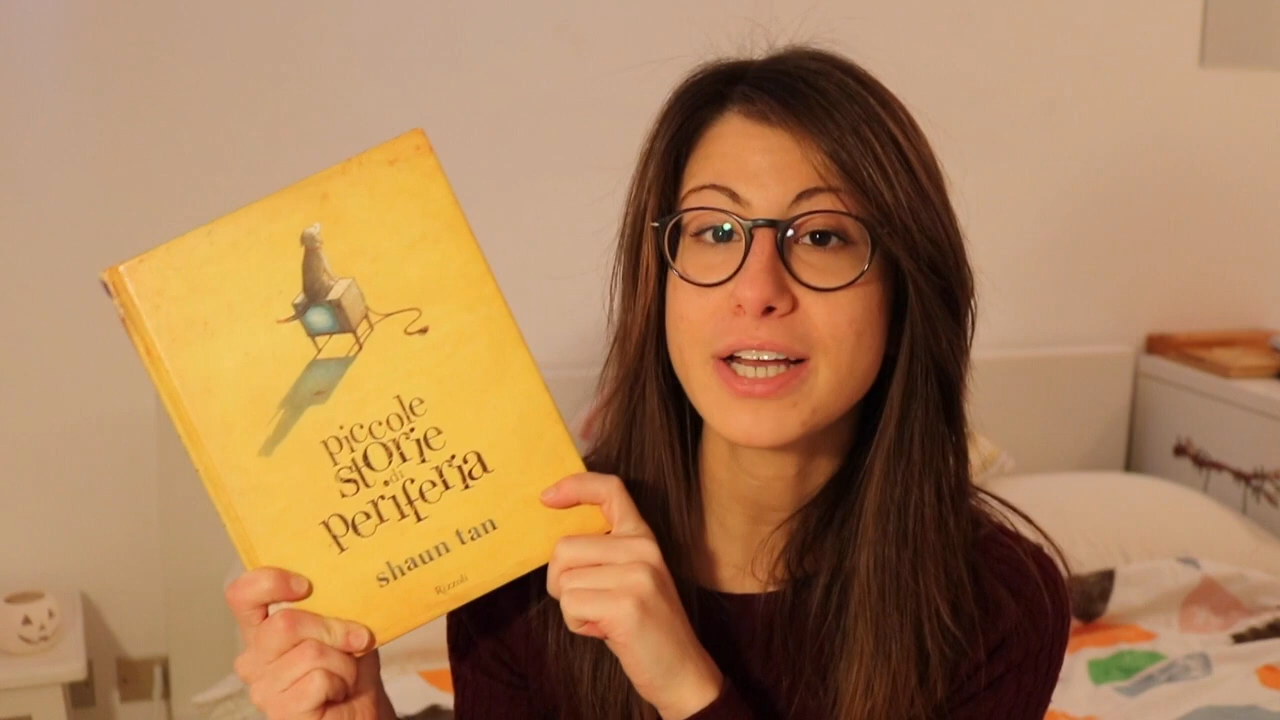 piccole
storie
di
periferia
shaun tan
Rizzoli